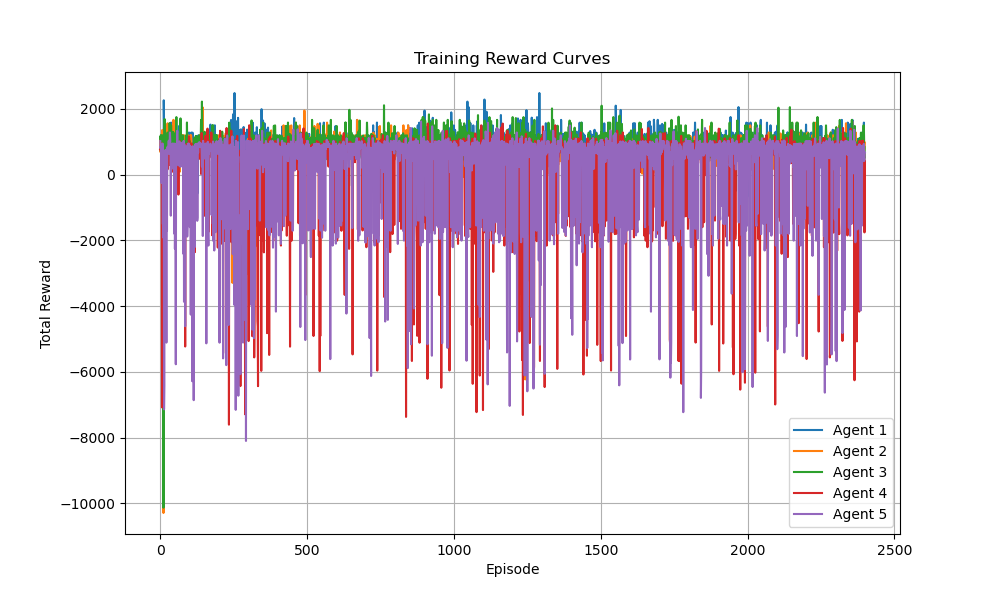 Training Reward Curves
Total Reward
2000
0
−2000
−4000
−6000
−8000
−10000
0
500
1000
1500
2000
2500
Episode
Agent 1
Agent 2
Agent 3
Agent 4
Agent 5